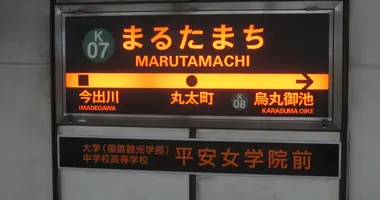 K
07
まるたまち
MARUTAMACHI
今出川
IMADEGAWA
丸太町
K
08
烏丸御池
KARASUMA OIKE
大学(国際観光学部)
中学校高等学校
平安女学院前